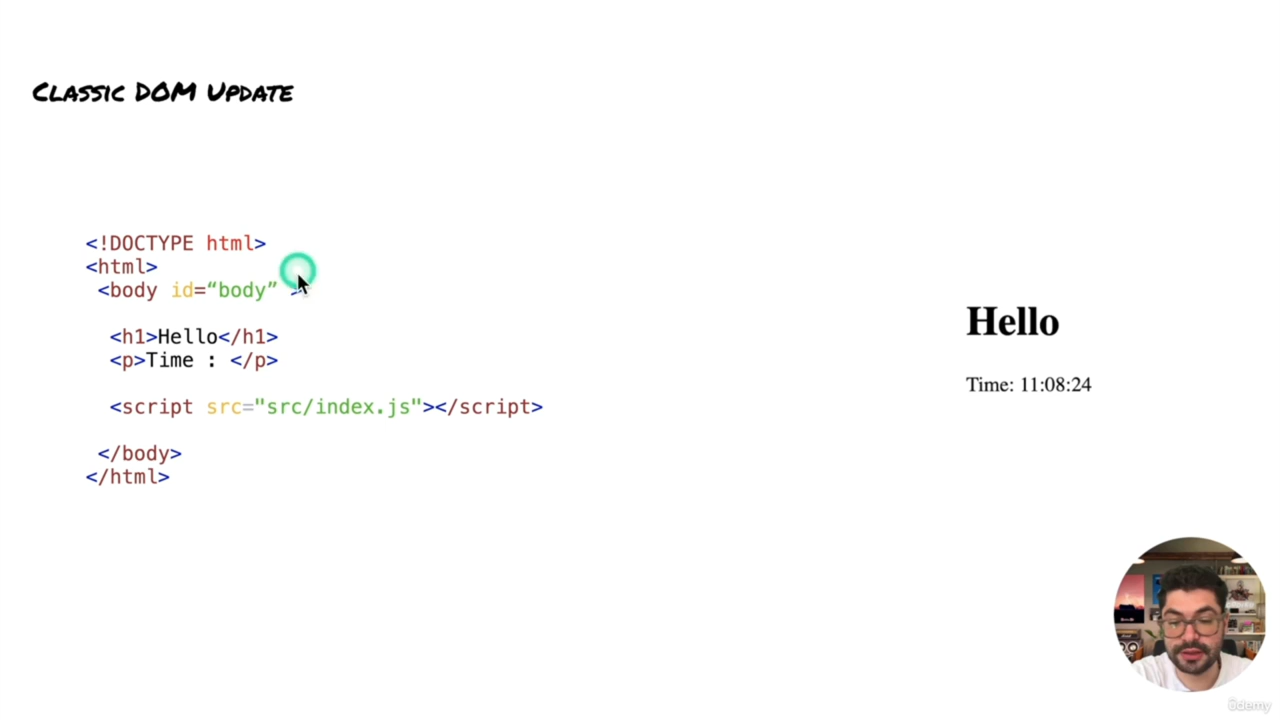 Classic DOM Update
<!DOCTYPE html>
<html>
<body id=“body” >
<h1>Hello</h1>
<p>Time : </p>
<script src="src/index.js"></script>
</body>
</html>
Hello
Time: 11:08:24
ûdemy